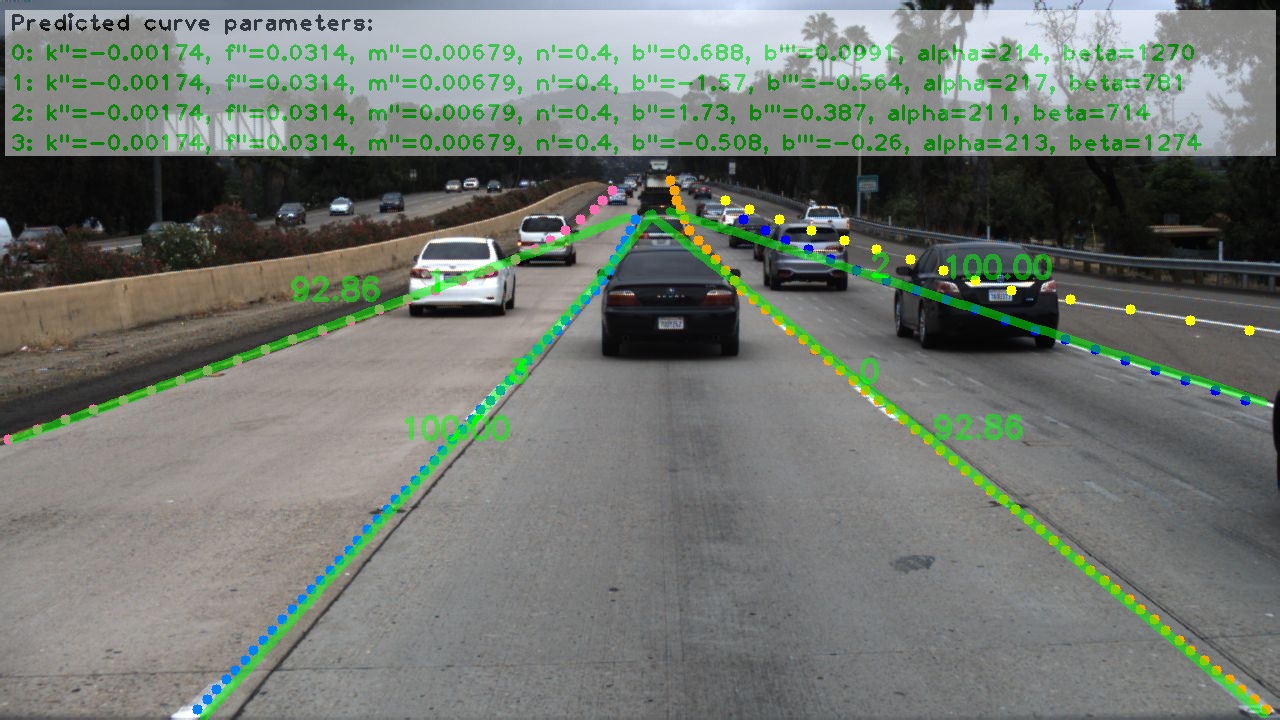 Predicted curve parameters:
0: k''=-0.00174, f''=0.0314, m''=0.00679, n'=0.4, b''=0.688, b'''=0.0991, alpha=214, beta=1270
1: k''=-0.00174, f''=0.0314, m''=0.00679, n'=0.4, b''=-1.57, b'''=-0.564, alpha=217, beta=781
2: k''=-0.00174, f''=0.0314, m''=0.00679, n'=0.4, b''=1.73, b'''=0.387, alpha=211, beta=714
3: k''=-0.00174, f''=0.0314, m''=0.00679, n'=0.4, b''=-0.508, b'''=-0.26, alpha=213, beta=1274
2 100.00
92.86 1
3 0
100.00 92.86